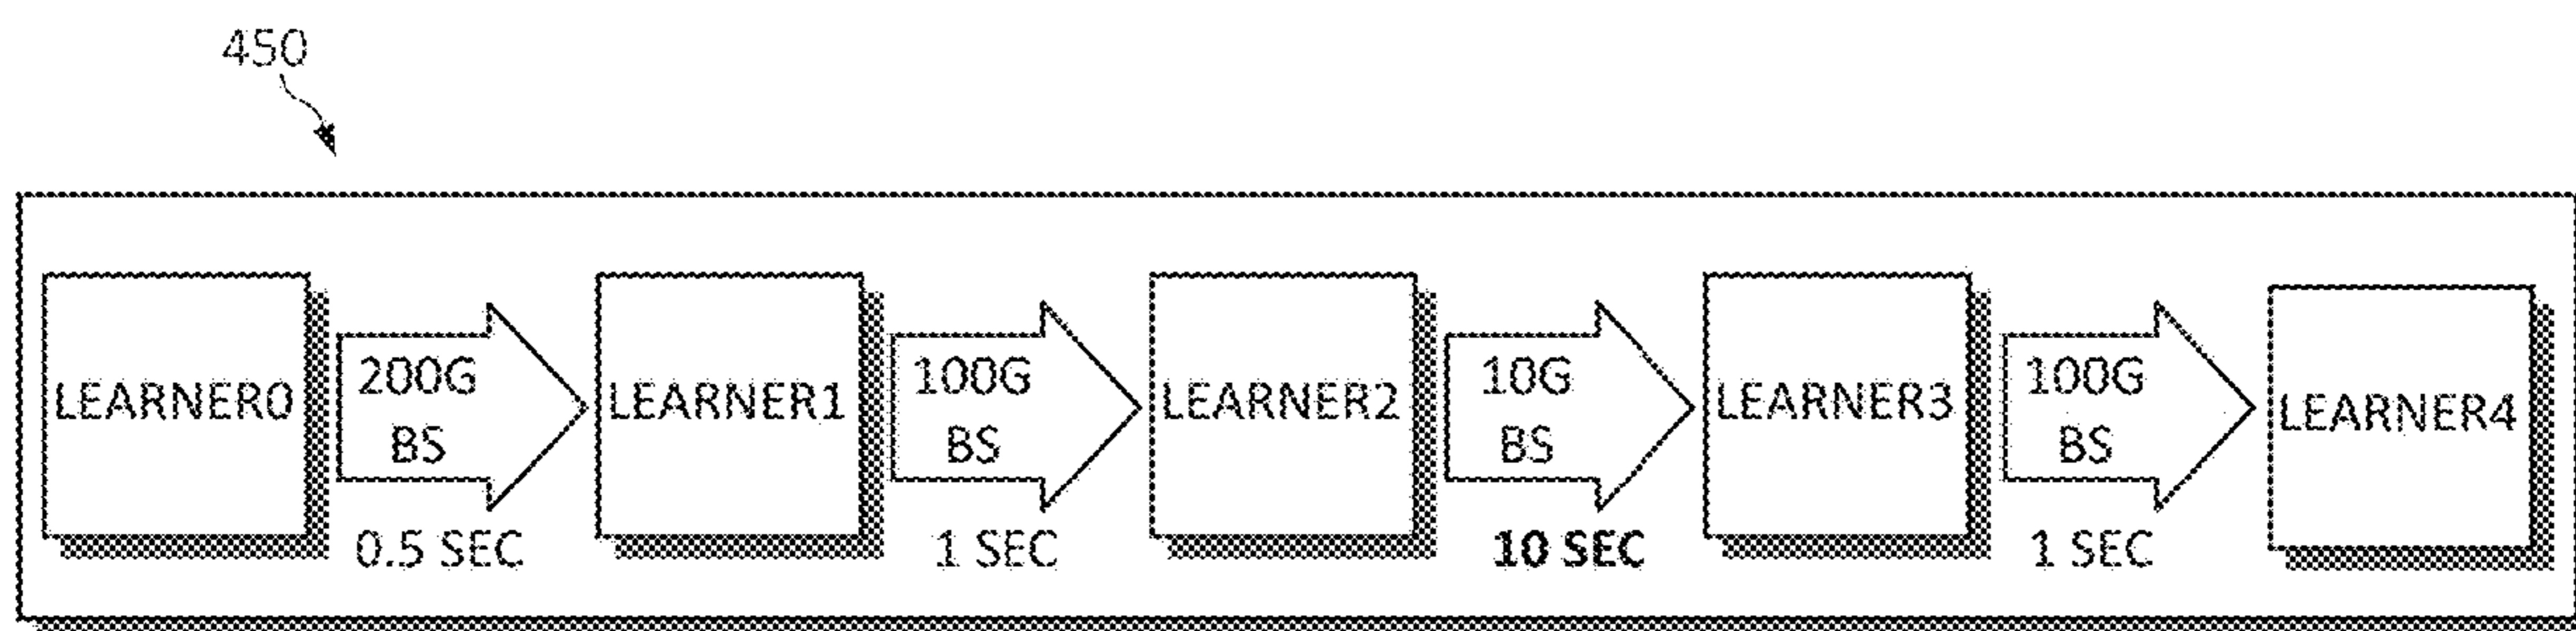 450
LEARNER0
200G
BS
0.5 SEC
LEARNER1
100G
BS
1 SEC
LEARNER2
10G
BS
10 SEC
LEARNER3
100G
BS
1 SEC
LEARNER4